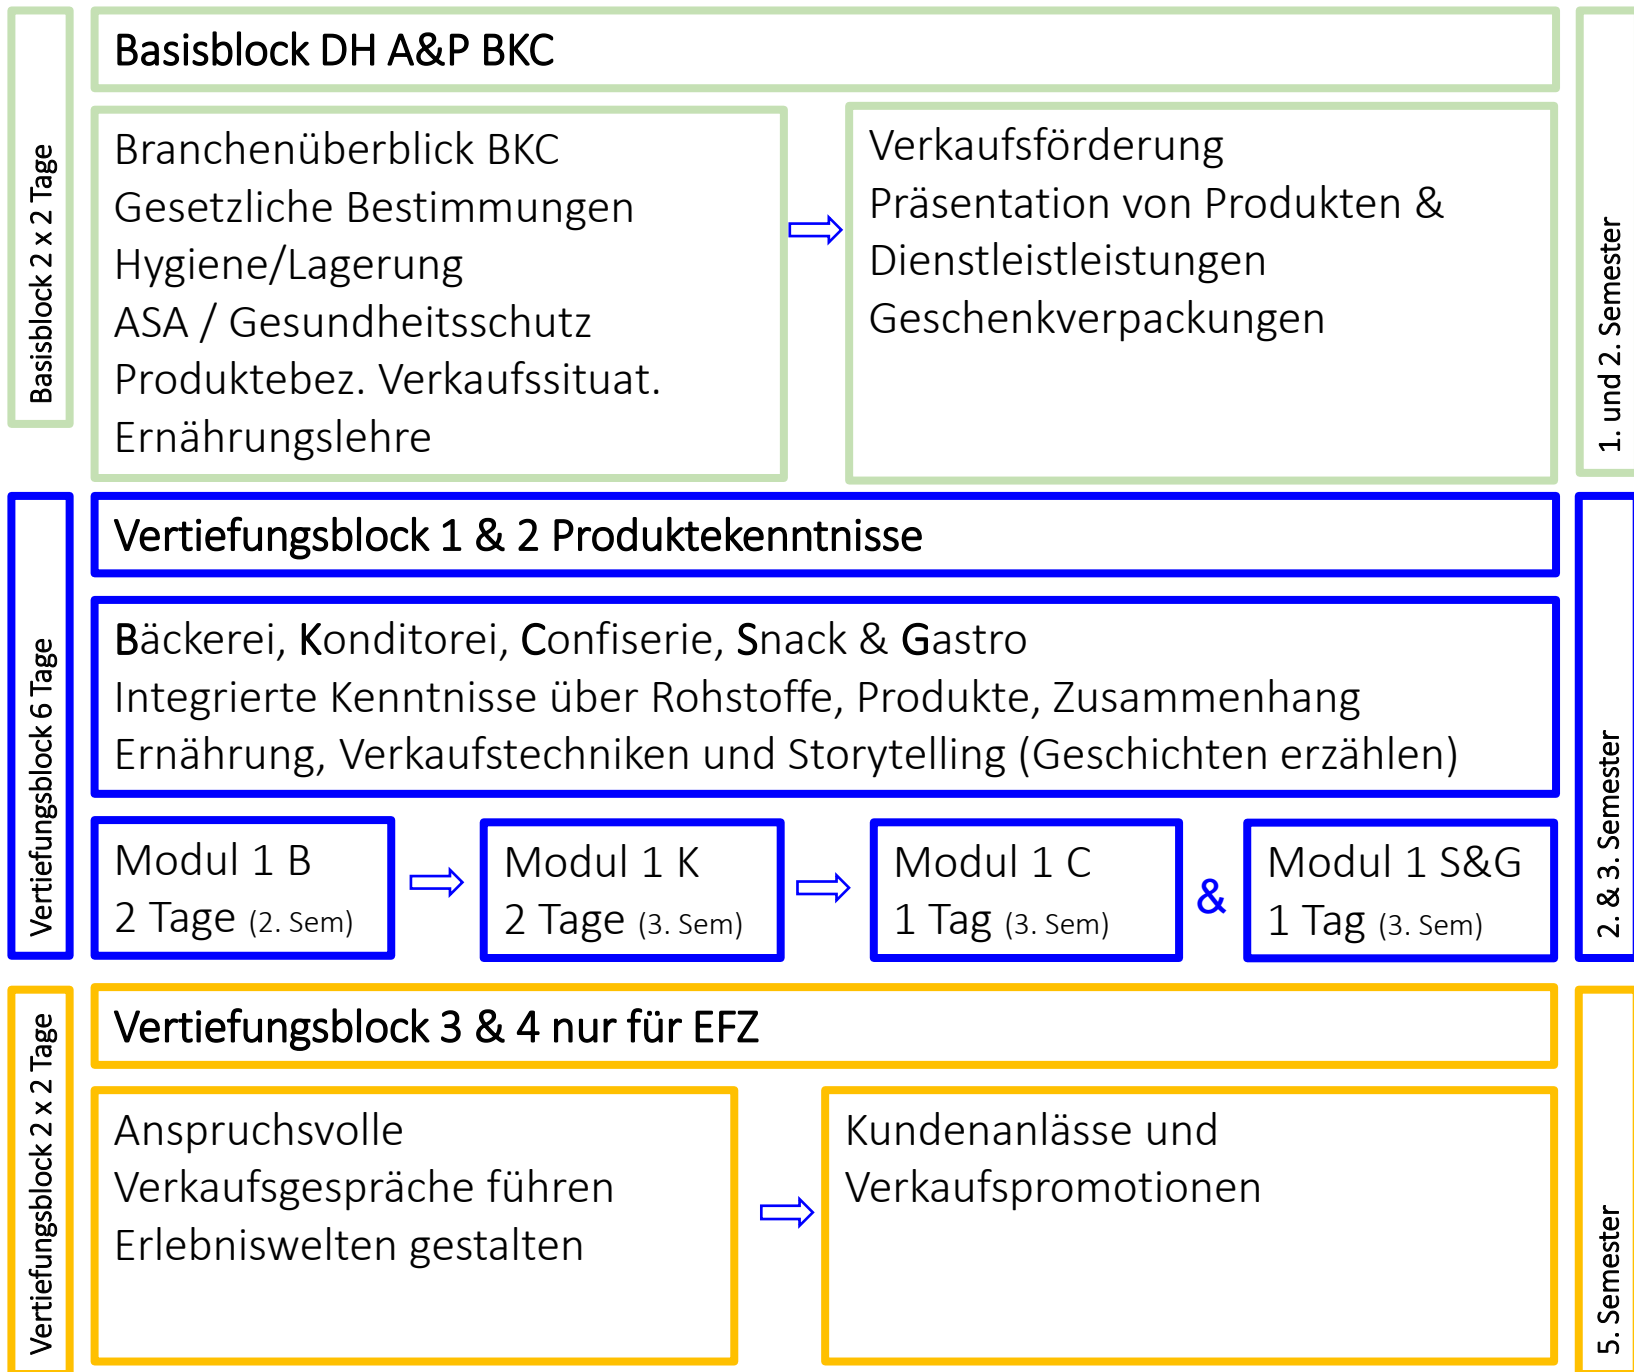 Basisblock 2 x 2 Tage
Basisblock DH A&P BKC
Branchenüberblick BKC
Gesetzliche Bestimmungen
Hygiene/Lagerung
ASA / Gesundheitsschutz
Produktebez. Verkaufssituat.
Ernährungslehre
Verkaufsförderung
Präsentation von Produkten &
Dienstleistleistungen
Geschenkverpackungen
1. und 2. Semester
Vertiefungsblock 6 Tage
Vertiefungsblock 1 & 2 Produktekenntnisse
Bäckerei, Konditorei, Confiserie, Snack & Gastro
Integrierte Kenntnisse über Rohstoffe, Produkte, Zusammenhang
Ernährung, Verkaufstechniken und Storytelling (Geschichten erzählen)
Modul 1 B
2 Tage (2. Sem)
Modul 1 K
2 Tage (3. Sem)
Modul 1 C
1 Tag (3. Sem)
&
Modul 1 S&G
1 Tag (3. Sem)
2. & 3. Semester
Vertiefungsblock 2 x 2 Tage
Vertiefungsblock 3 & 4 nur für EFZ
Anspruchsvolle
Verkaufsgespräche führen
Erlebniswelten gestalten
Kundenanlässe und
Verkaufspromotionen
5. Semester